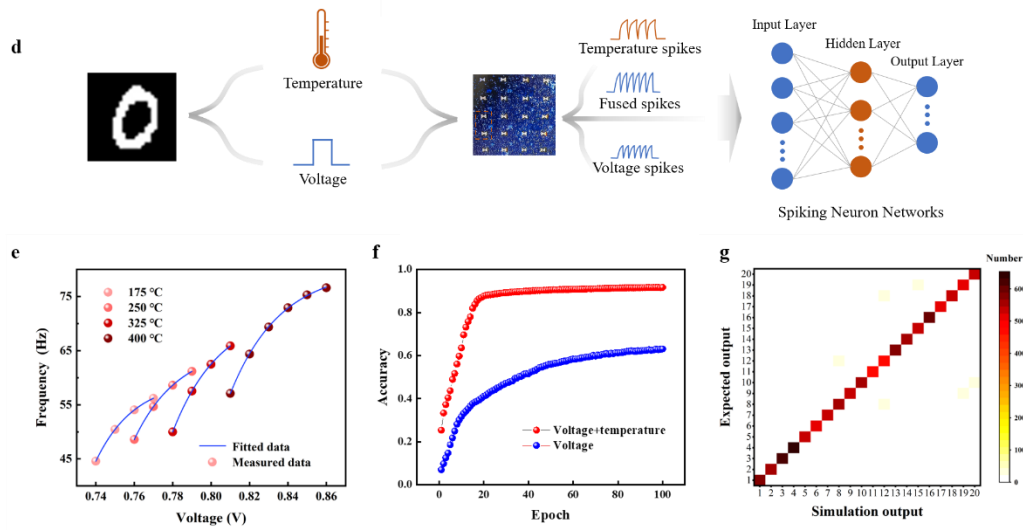 d
Temperature
Voltage
Temperature spikes
Fused spikes
Voltage spikes
Input Layer
Hidden Layer
Output Layer
Spiking Neuron Networks
e
175 °C
250 °C
325 °C
400 °C
Fitted data
Measured data
Frequency (Hz)
75
65
55
45
0.74 0.76 0.78 0.80 0.82 0.84 0.86
Voltage (V)
f
Accuracy
1.0
0.8
0.6
0.4
0.2
0.0
Voltage+temperature
Voltage
0 20 40 60 80 100
Epoch
g
Expected output
20
19
18
17
16
15
14
13
12
11
10
9
8
7
6
5
4
3
2
1
1 2 3 4 5 6 7 8 9 10 11 12 13 14 15 16 17 18 19 20
Simulation output
Number
600
500
400
300
200
100
0